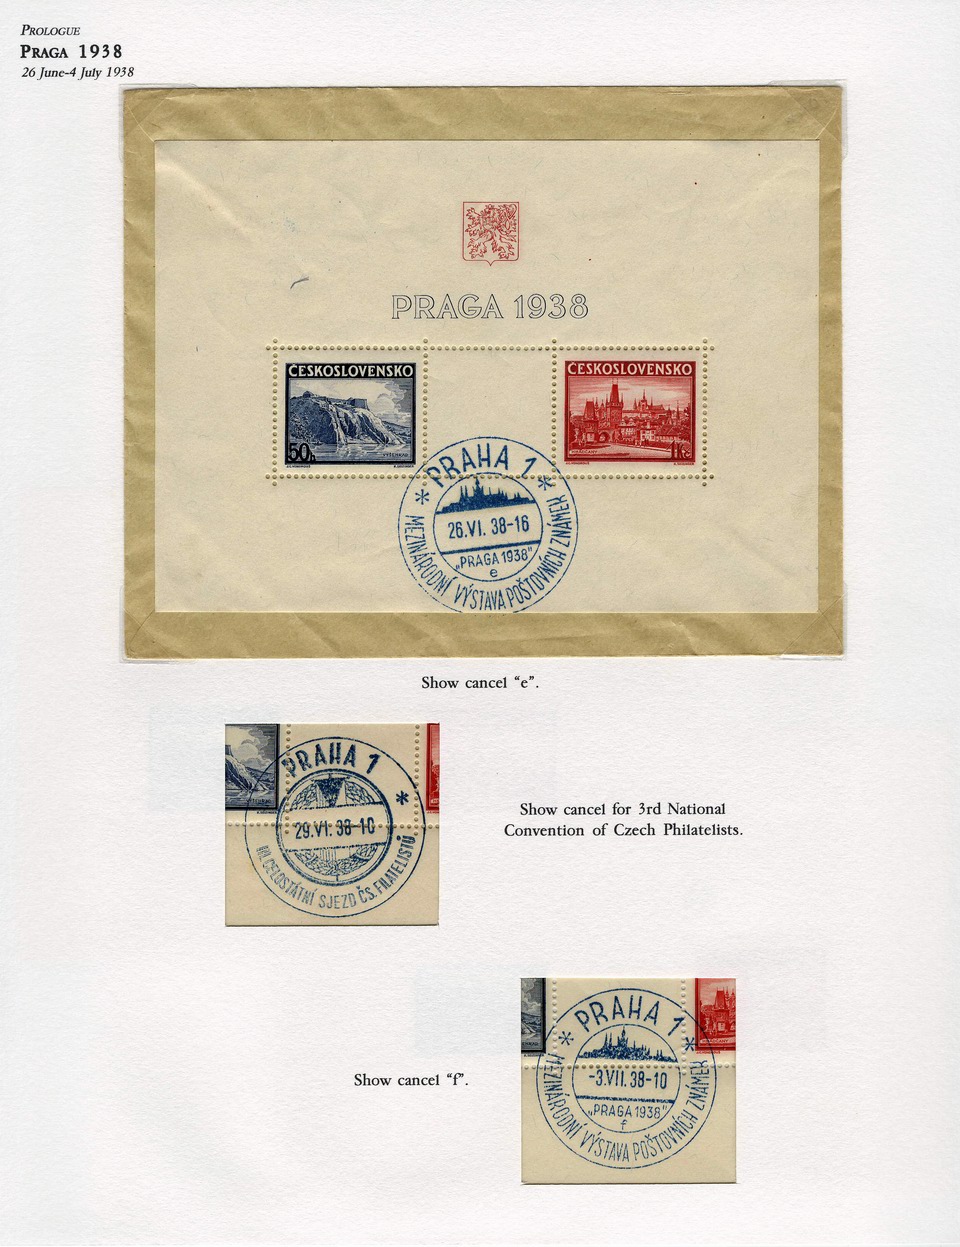 PROLOGUE
PRAGA 1938
26 June-4 July 1938
PRAGA 1938
ČESKOSLOVENSKO
50h
VYŠEHRAD
ČESKOSLOVENSKO
HRADČANY
1Kč
PRAHA 1
26.VI. 38-16
„PRAGA 1938"
e
MEZINÁRODNÍ VÝSTAVA POŠTOVNÍCH ZNÁMEK
Show cancel “e”.
PRAHA 1
29.VI. 38-10
CELOSTÁTNÍ SJEZD ČS. FILATELISTŮ
Show cancel for 3rd National
Convention of Czech Philatelists.
PRAHA 1
-3.VII. 38-10
„PRAGA 1938"
f
MEZINÁRODNÍ VÝSTAVA POŠTOVNÍCH ZNÁMEK
Show cancel “f”.